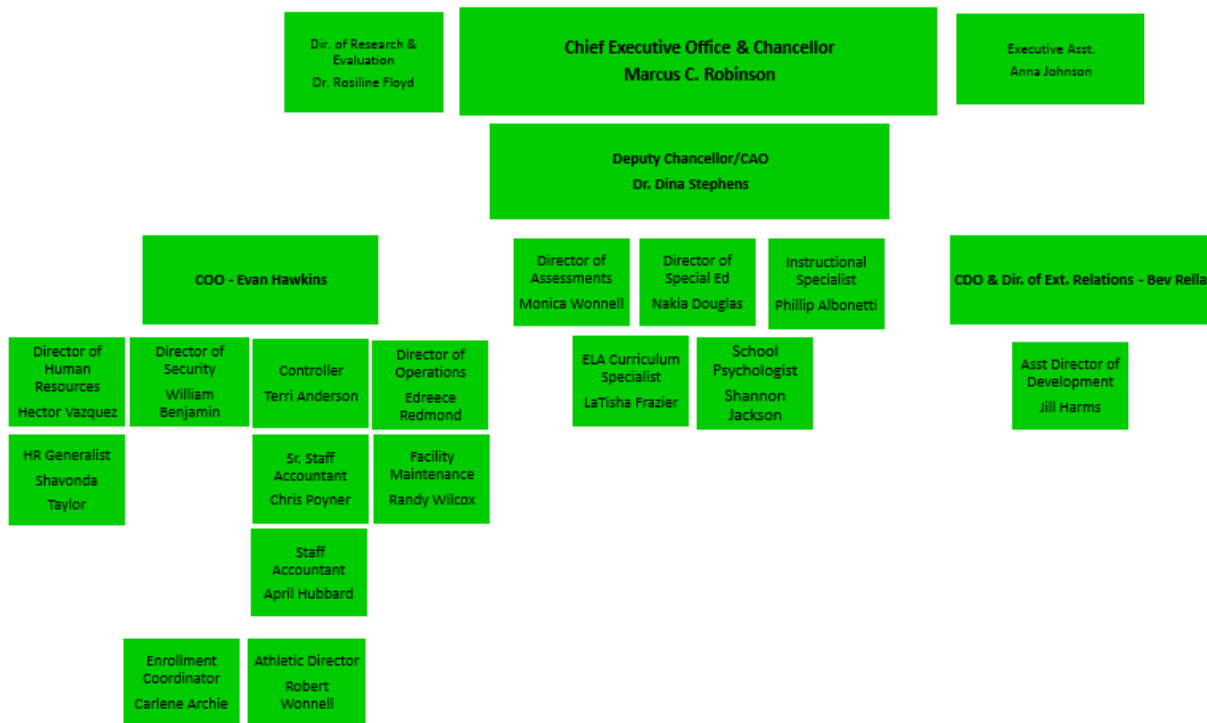 Dir. of Research &
Evaluation
Dr. Rosiline Floyd
Chief Executive Office & Chancellor
Marcus C. Robinson
Executive Asst.
Anna Johnson
Deputy Chancellor/CAO
Dr. Dina Stephens
COO - Evan Hawkins
Director of
Assessments
Monica Wonnell
Director of
Special Ed
Nakia Douglas
Instructional
Specialist
Phillip Albonetti
CDO & Dir. of Ext. Relations - Bev Rella
Director of
Human
Resources
Hector Vazquez
Director of
Security
William
Benjamin
Controller
Terri Anderson
Director of
Operations
Edreece
Redmond
ELA Curriculum
Specialist
LaTisha Frazier
School
Psychologist
Shannon
Jackson
Asst Director of
Development
Jill Harms
HR Generalist
Shavonda
Taylor
Sr. Staff
Accountant
Chris Poyner
Facility
Maintenance
Randy Wilcox
Staff
Accountant
April Hubbard
Enrollment
Coordinator
Carlene Archie
Athletic Director
Robert
Wonnell